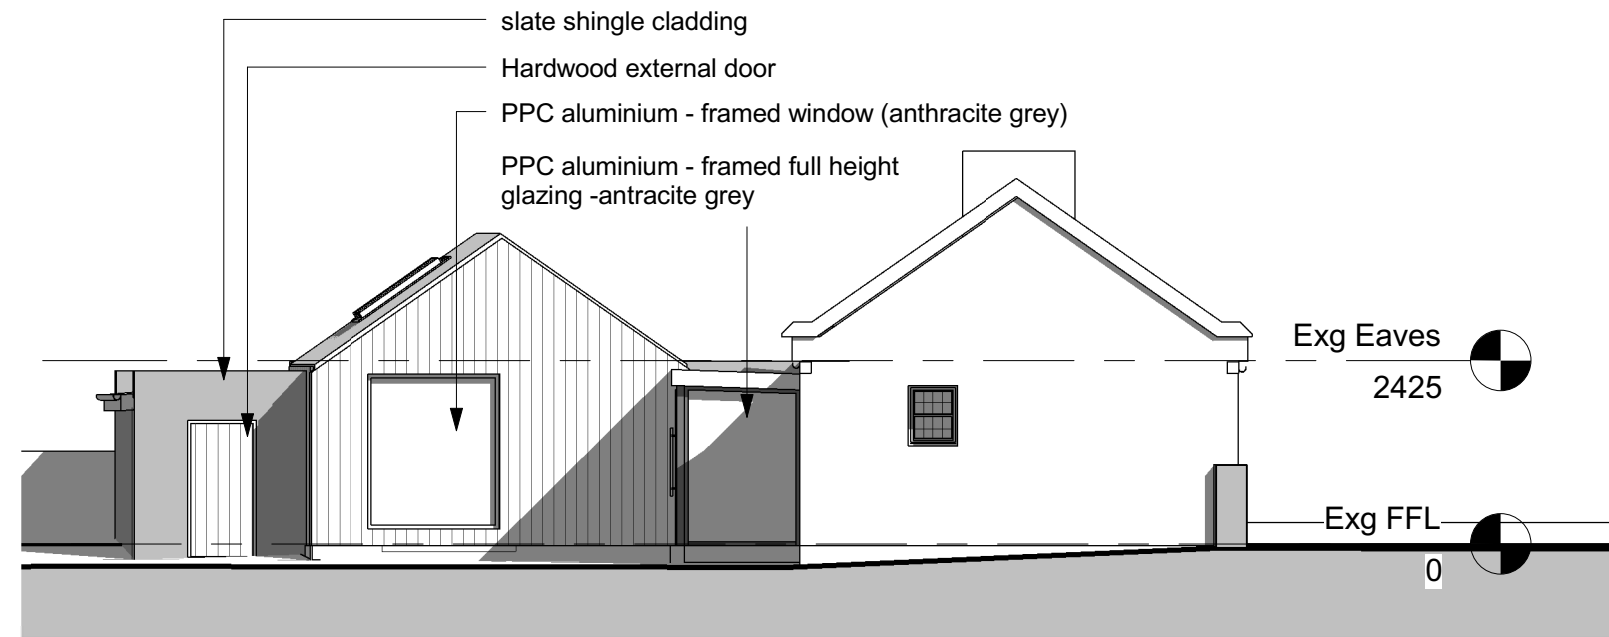 slate shingle cladding
Hardwood external door
PPC aluminium - framed window (anthracite grey)
PPC aluminium - framed full height
glazing -antracite grey
Exg Eaves
2425
Exg FFL
0